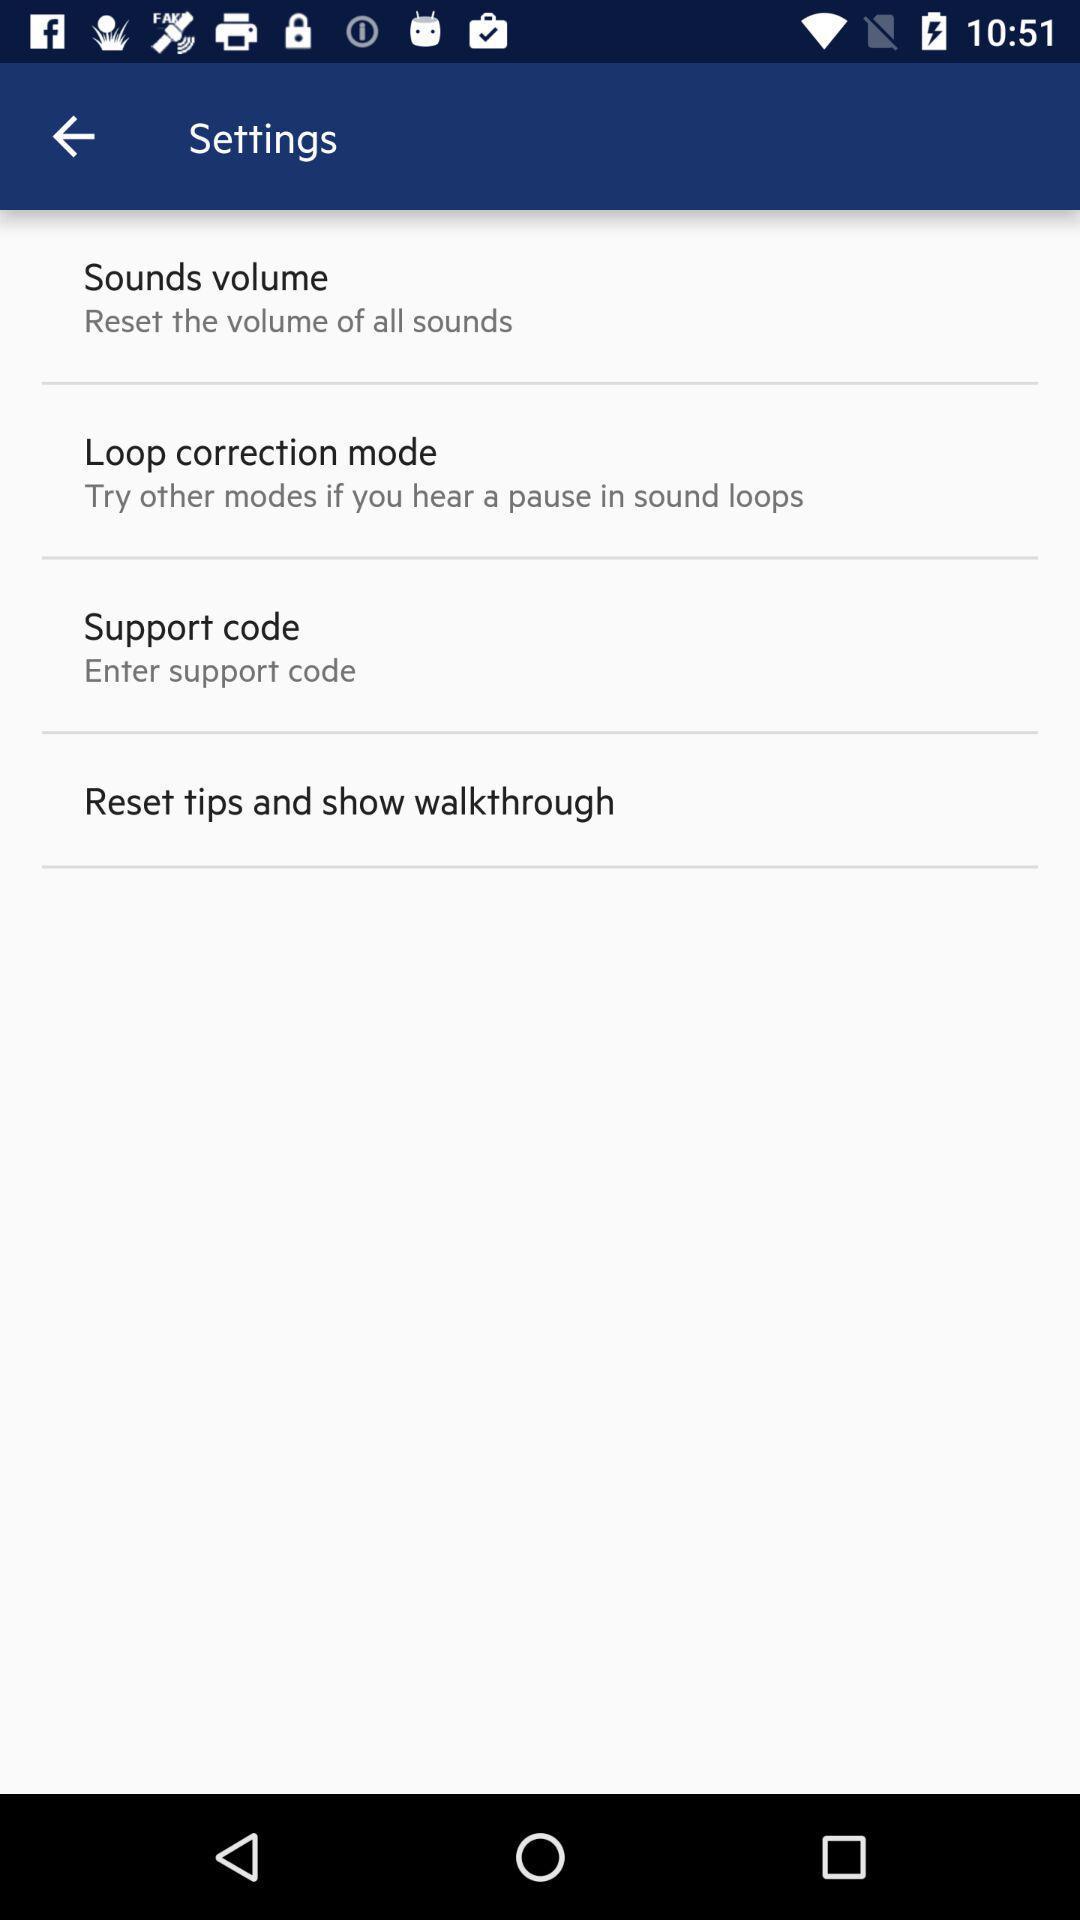 FAK
10:51
Settings
Sounds volume
Reset the volume of all sounds
Loop correction mode
Try other modes if you hear a pause in sound loops
Support code
Enter support code
Reset tips and show walkthrough